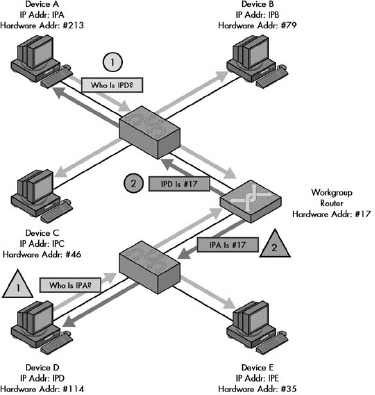 Device A
IP Addr: IPA
Hardware Addr: #213
Device B
IP Addr: IPB
Hardware Addr: #79
1
Who Is IPD?
2
IPD Is #17
Workgroup
Router
Hardware Addr: #17
Device C
IP Addr: IPC
Hardware Addr: #46
IPA Is #17
2
1
Who Is IPA?
Device D
IP Addr: IPD
Hardware Addr: #114
Device E
IP Addr: IPE
Hardware Addr: #35